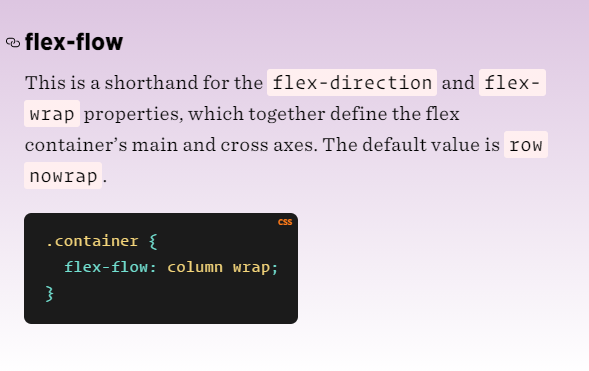 flex-flow
This is a shorthand for the flex-direction and flex-
wrap properties, which together define the flex
container’s main and cross axes. The default value is row
nowrap.
css
.container {
  flex-flow: column wrap;
}